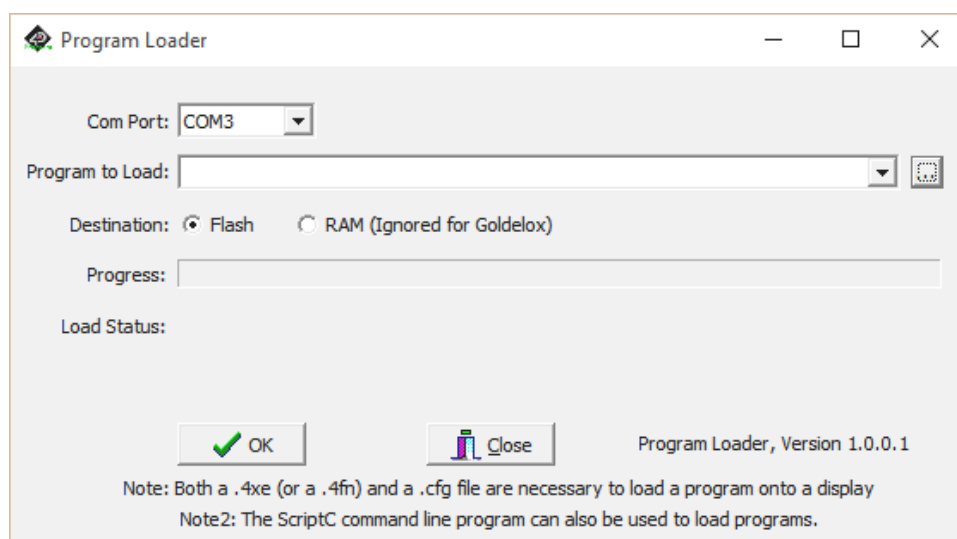 Program Loader
Com Port: COM3
Program to Load:
Destination: Flash RAM (Ignored for Goldelox)
Progress:
Load Status:
OK Close Program Loader, Version 1.0.0.1
Note: Both a .4xe (or a .4fn) and a .cfg file are necessary to load a program onto a display
Note2: The ScriptC command line program can also be used to load programs.